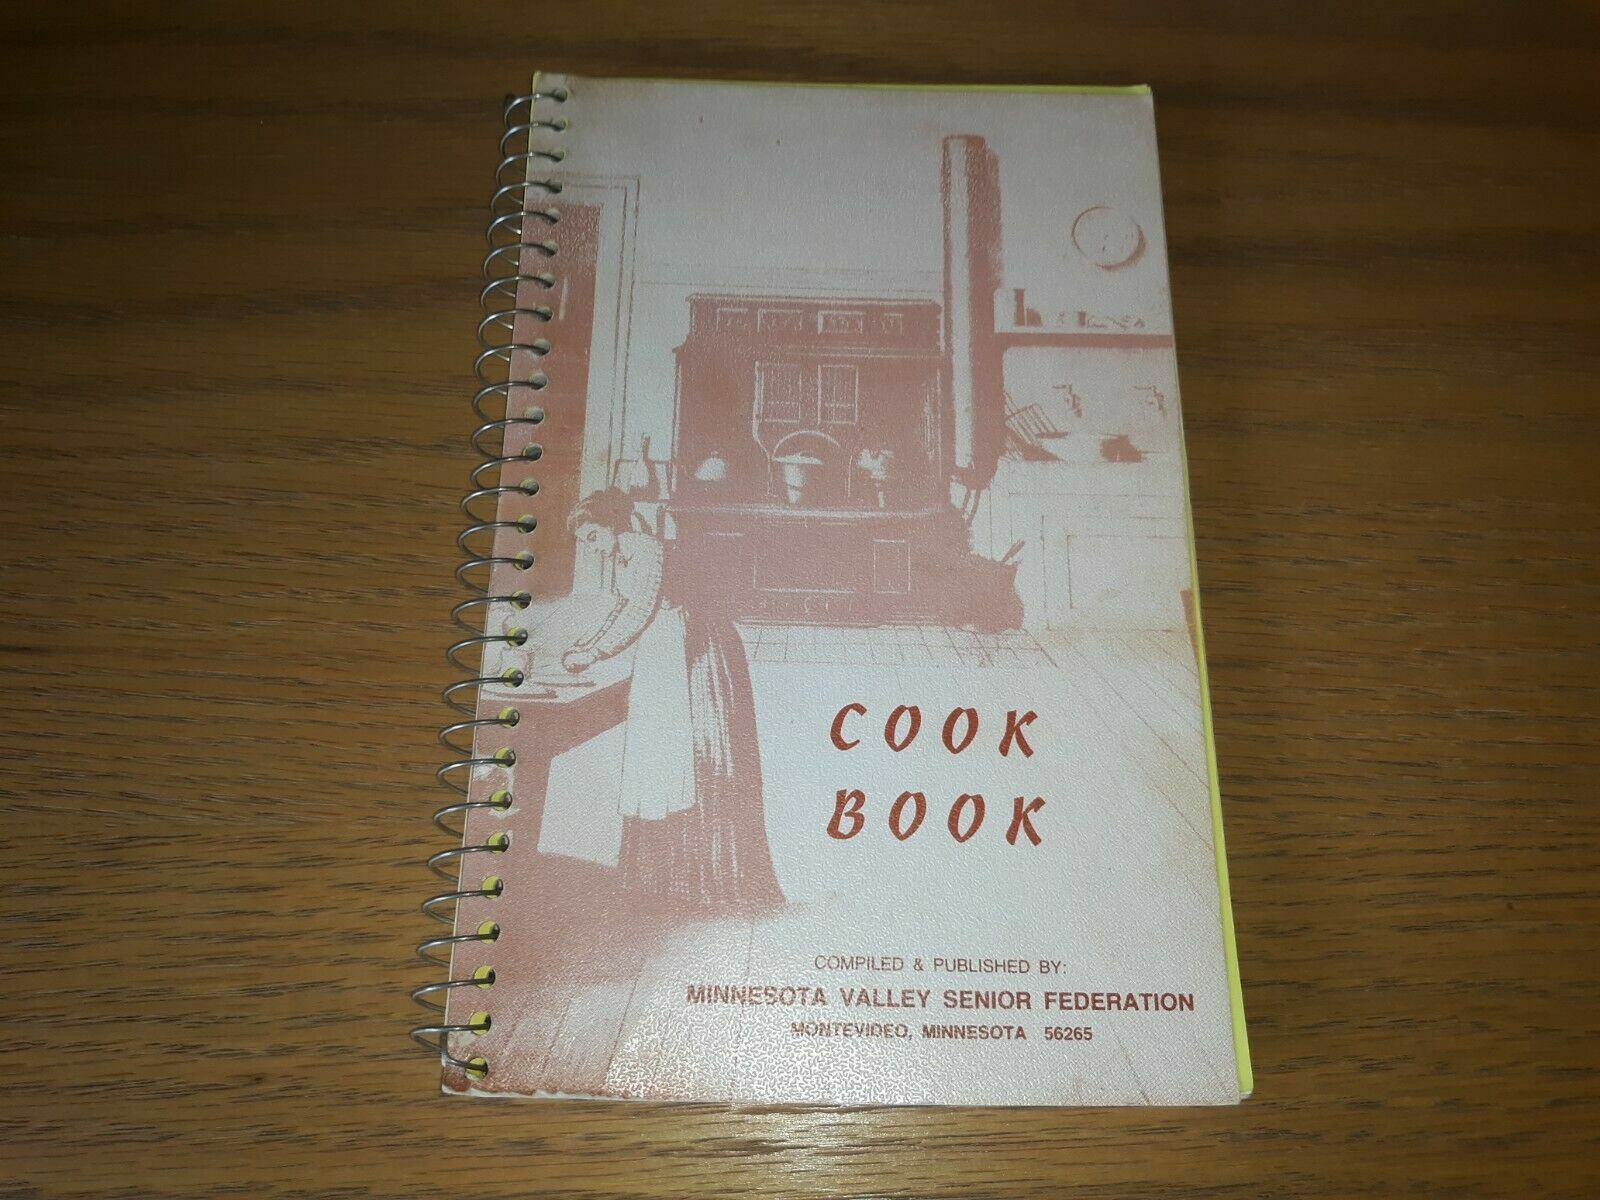 COOK
BOOK
COMPILED & PUBLISHED BY:
MINNESOTA VALLEY SENIOR FEDERATION
MONTEVIDEO, MINNESOTA 56265